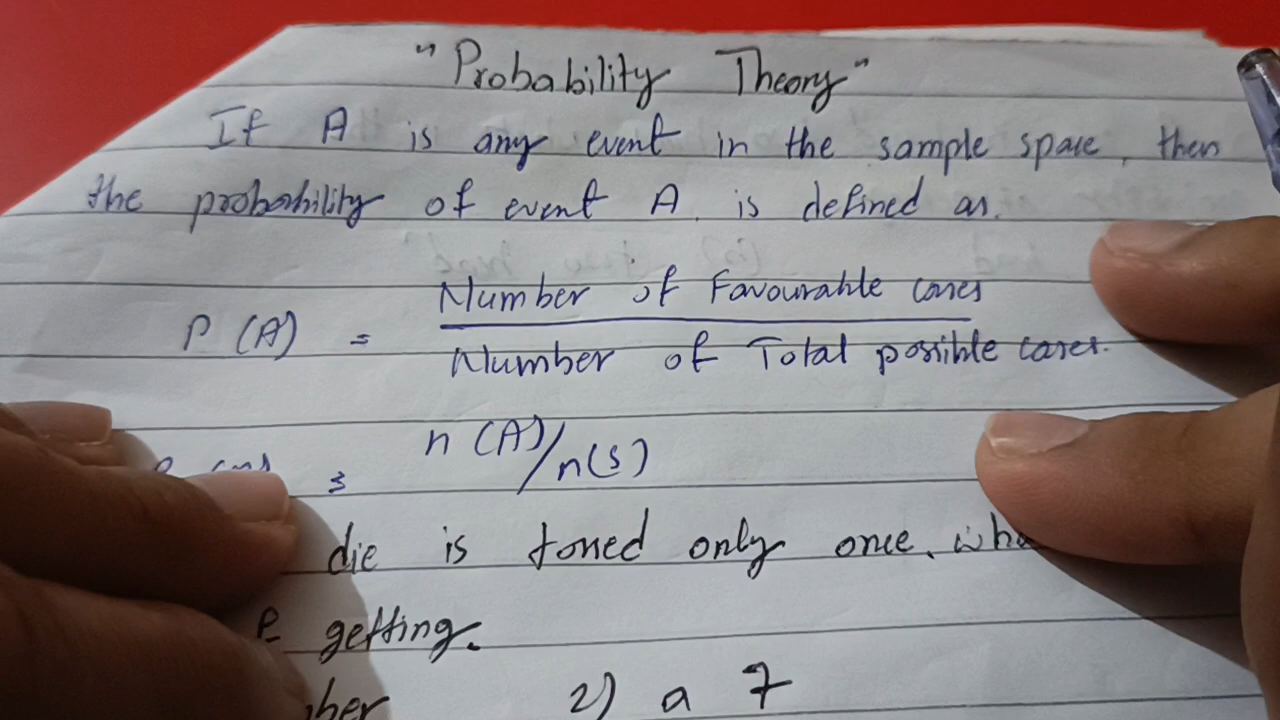 "Probability Theory"
If A is any event in the sample space, then
the probability of event A is defined as.
Number of Favourable cases
P (A) =
Number of Total possible cases.
= n (A)/n(s)
die is tossed only once.
getting.
2) a 7